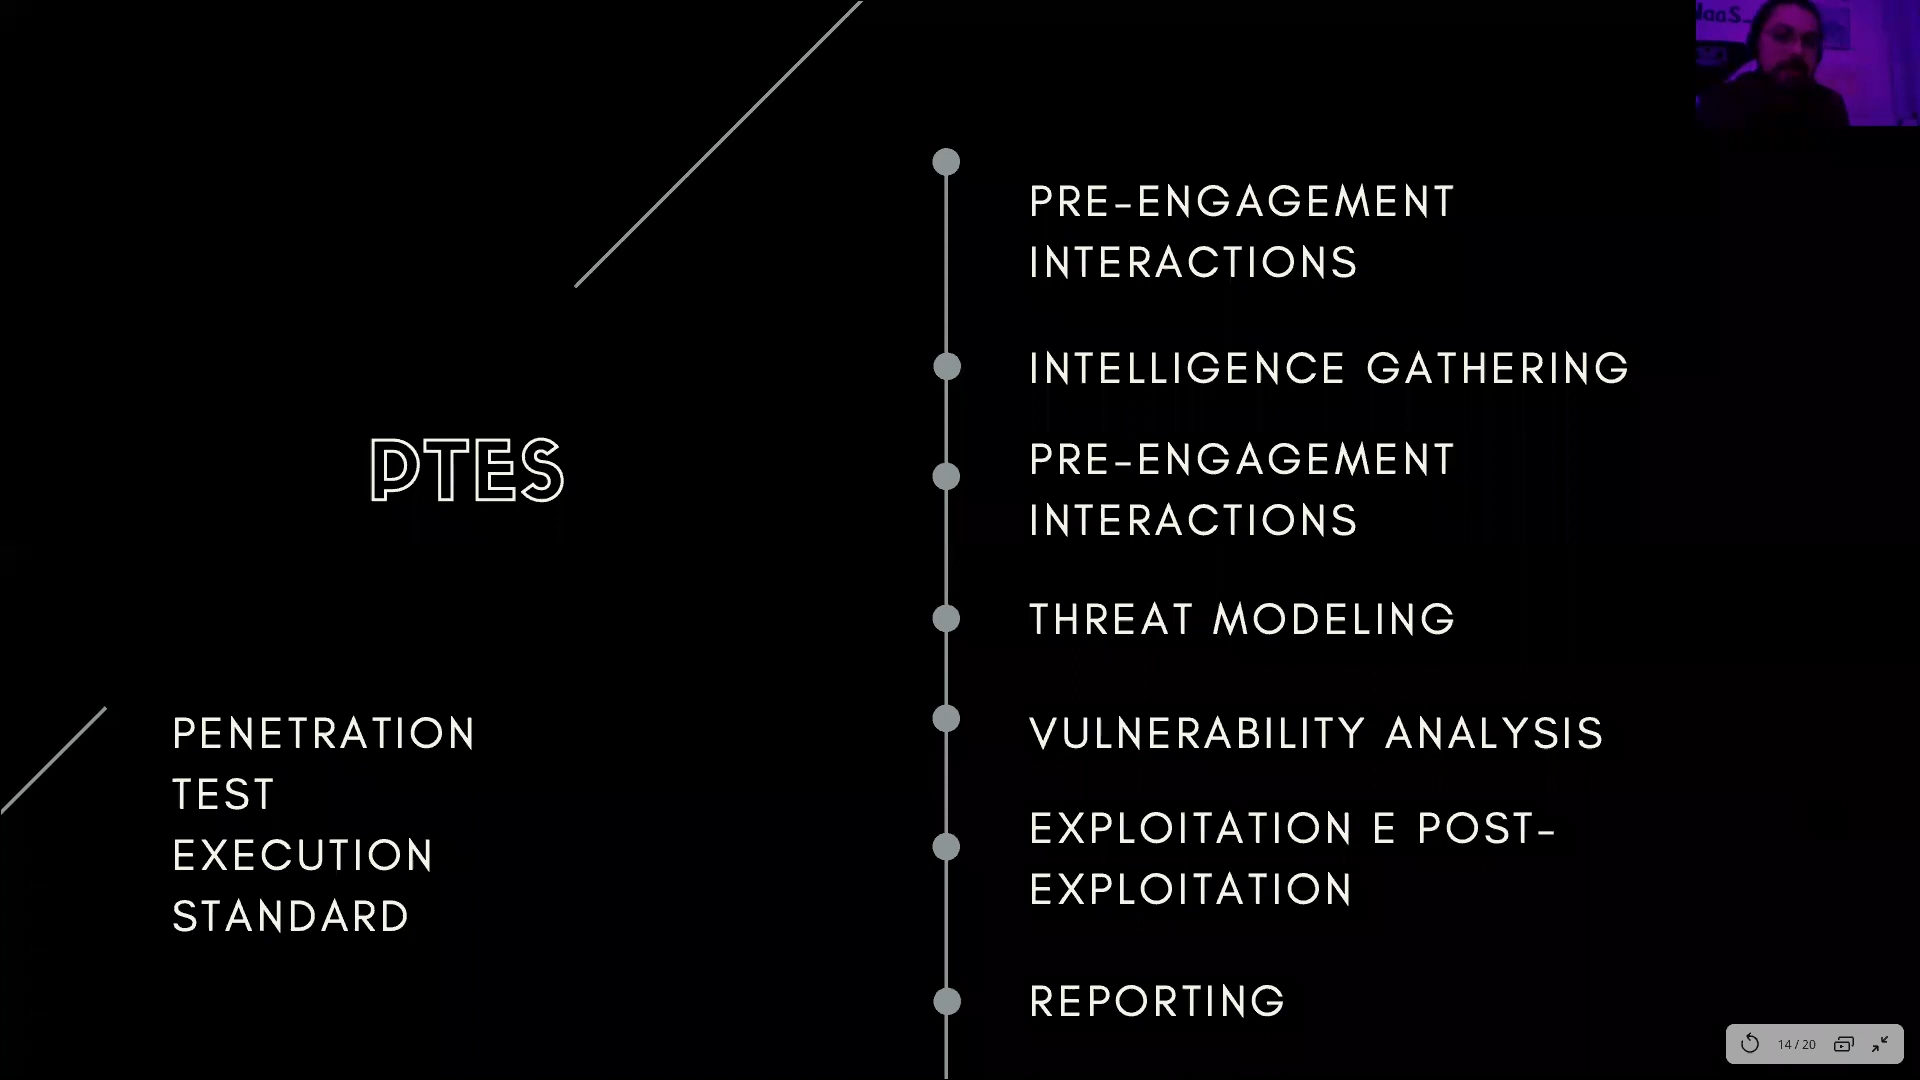 PTES
PENETRATION
TEST
EXECUTION
STANDARD
PRE-ENGAGEMENT
INTERACTIONS
INTELLIGENCE GATHERING
PRE-ENGAGEMENT
INTERACTIONS
THREAT MODELING
VULNERABILITY ANALYSIS
EXPLOITATION E POST-
EXPLOITATION
REPORTING
14 / 20